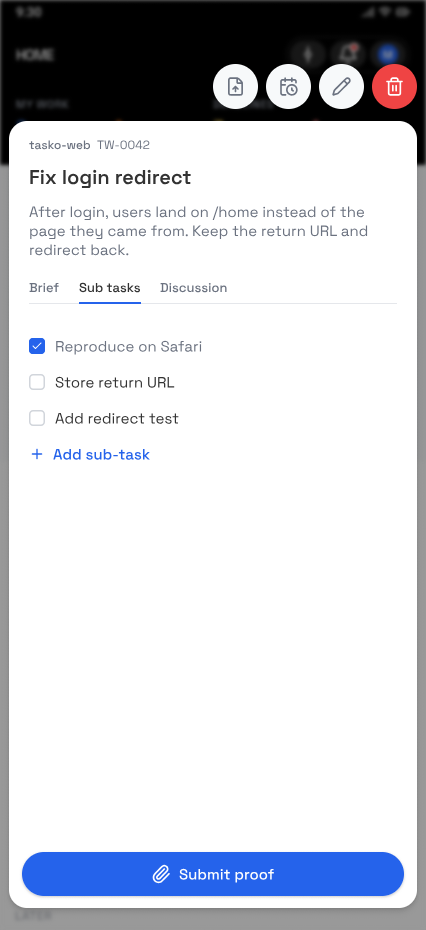 9:30
HOME
MY WORK
tasko-web TW-0042
Fix login redirect
After login, users land on /home instead of the
page they came from. Keep the return URL and
redirect back.
Brief Sub tasks Discussion
Reproduce on Safari
Store return URL
Add redirect test
+ Add sub-task
Submit proof
LATER